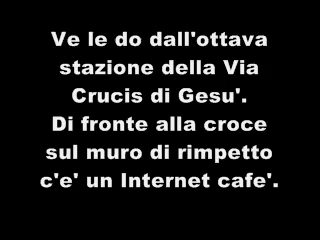 Ve le do dall'ottava
stazione della Via
Crucis di Gesu'.
Di fronte alla croce
sul muro di rimpetto
c'e' un Internet cafe'.